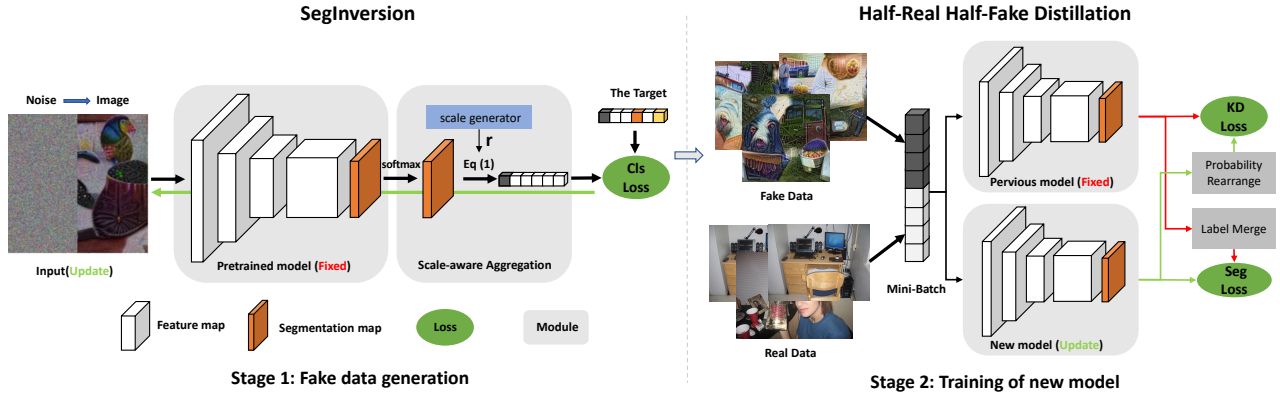 SegInversion
Half-Real Half-Fake Distillation
Noise
Image
The Target
scale generator
r
softmax
Eq (1)
Cls
Loss
Input(Update)
Pretrained model (Fixed)
Scale-aware Aggregation
Feature map
Segmentation map
Loss
Module
Stage 1: Fake data generation
Fake Data
Real Data
Mini-Batch
Pervious model (Fixed)
New model (Update)
KD
Loss
Probability
Rearrange
Label Merge
Seg
Loss
Stage 2: Training of new model